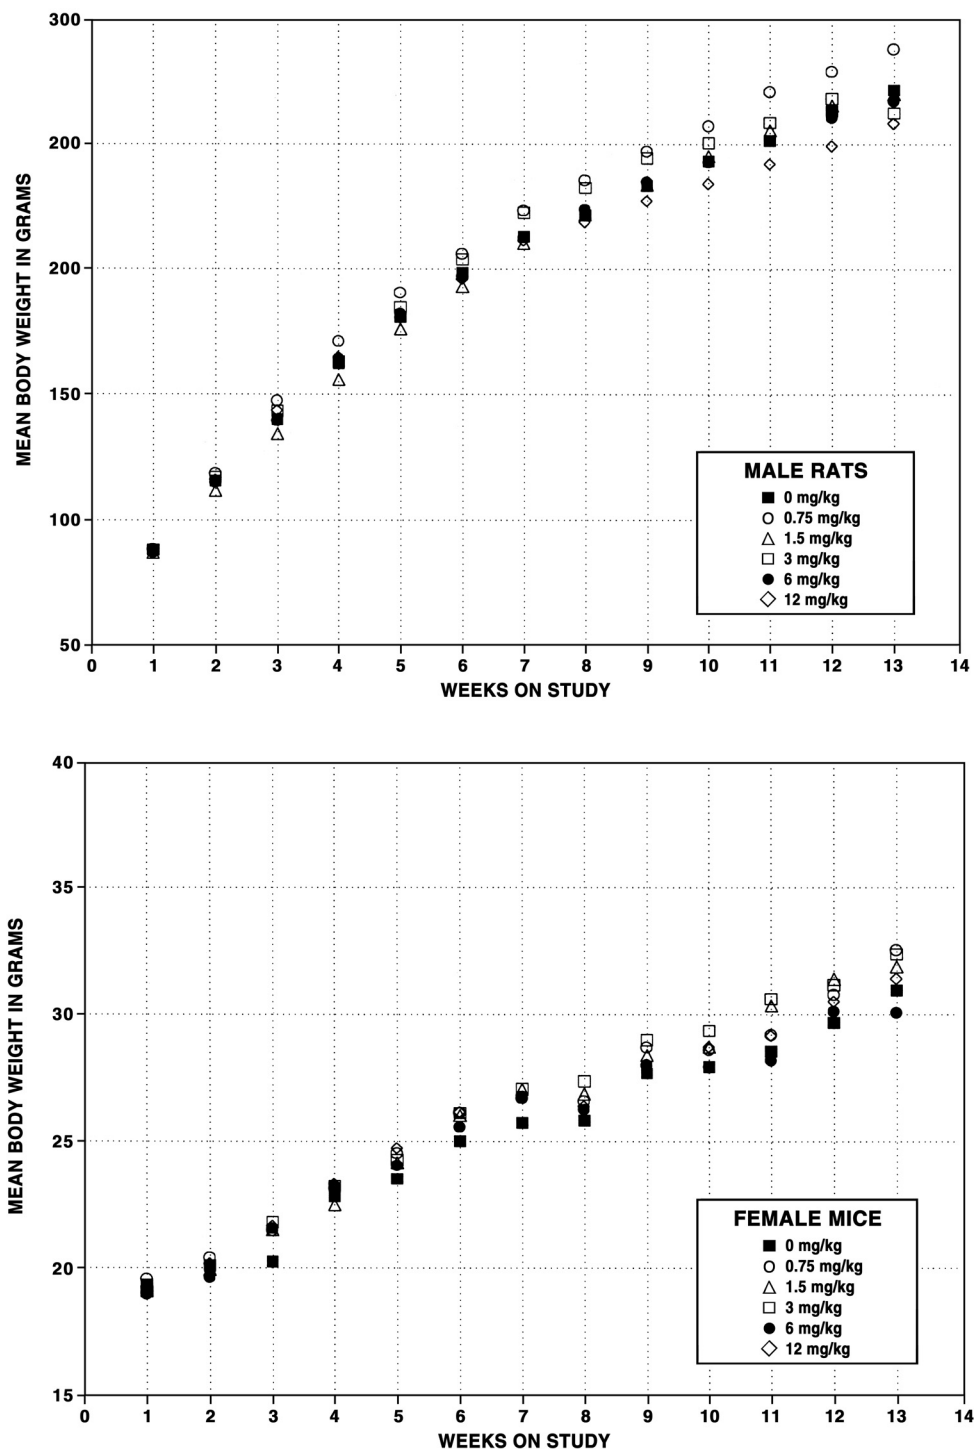 300
200
200
150
100
50
MEAN BODY WEIGHT IN GRAMS
MALE RATS
0 mg/kg
0.75 mg/kg
1.5 mg/kg
3 mg/kg
6 mg/kg
12 mg/kg
0 1 2 3 4 5 6 7 8 9 10 11 12 13 14
WEEKS ON STUDY
40
35
30
25
20
15
MEAN BODY WEIGHT IN GRAMS
FEMALE MICE
0 mg/kg
0.75 mg/kg
1.5 mg/kg
3 mg/kg
6 mg/kg
12 mg/kg
0 1 2 3 4 5 6 7 8 9 10 11 12 13 14
WEEKS ON STUDY